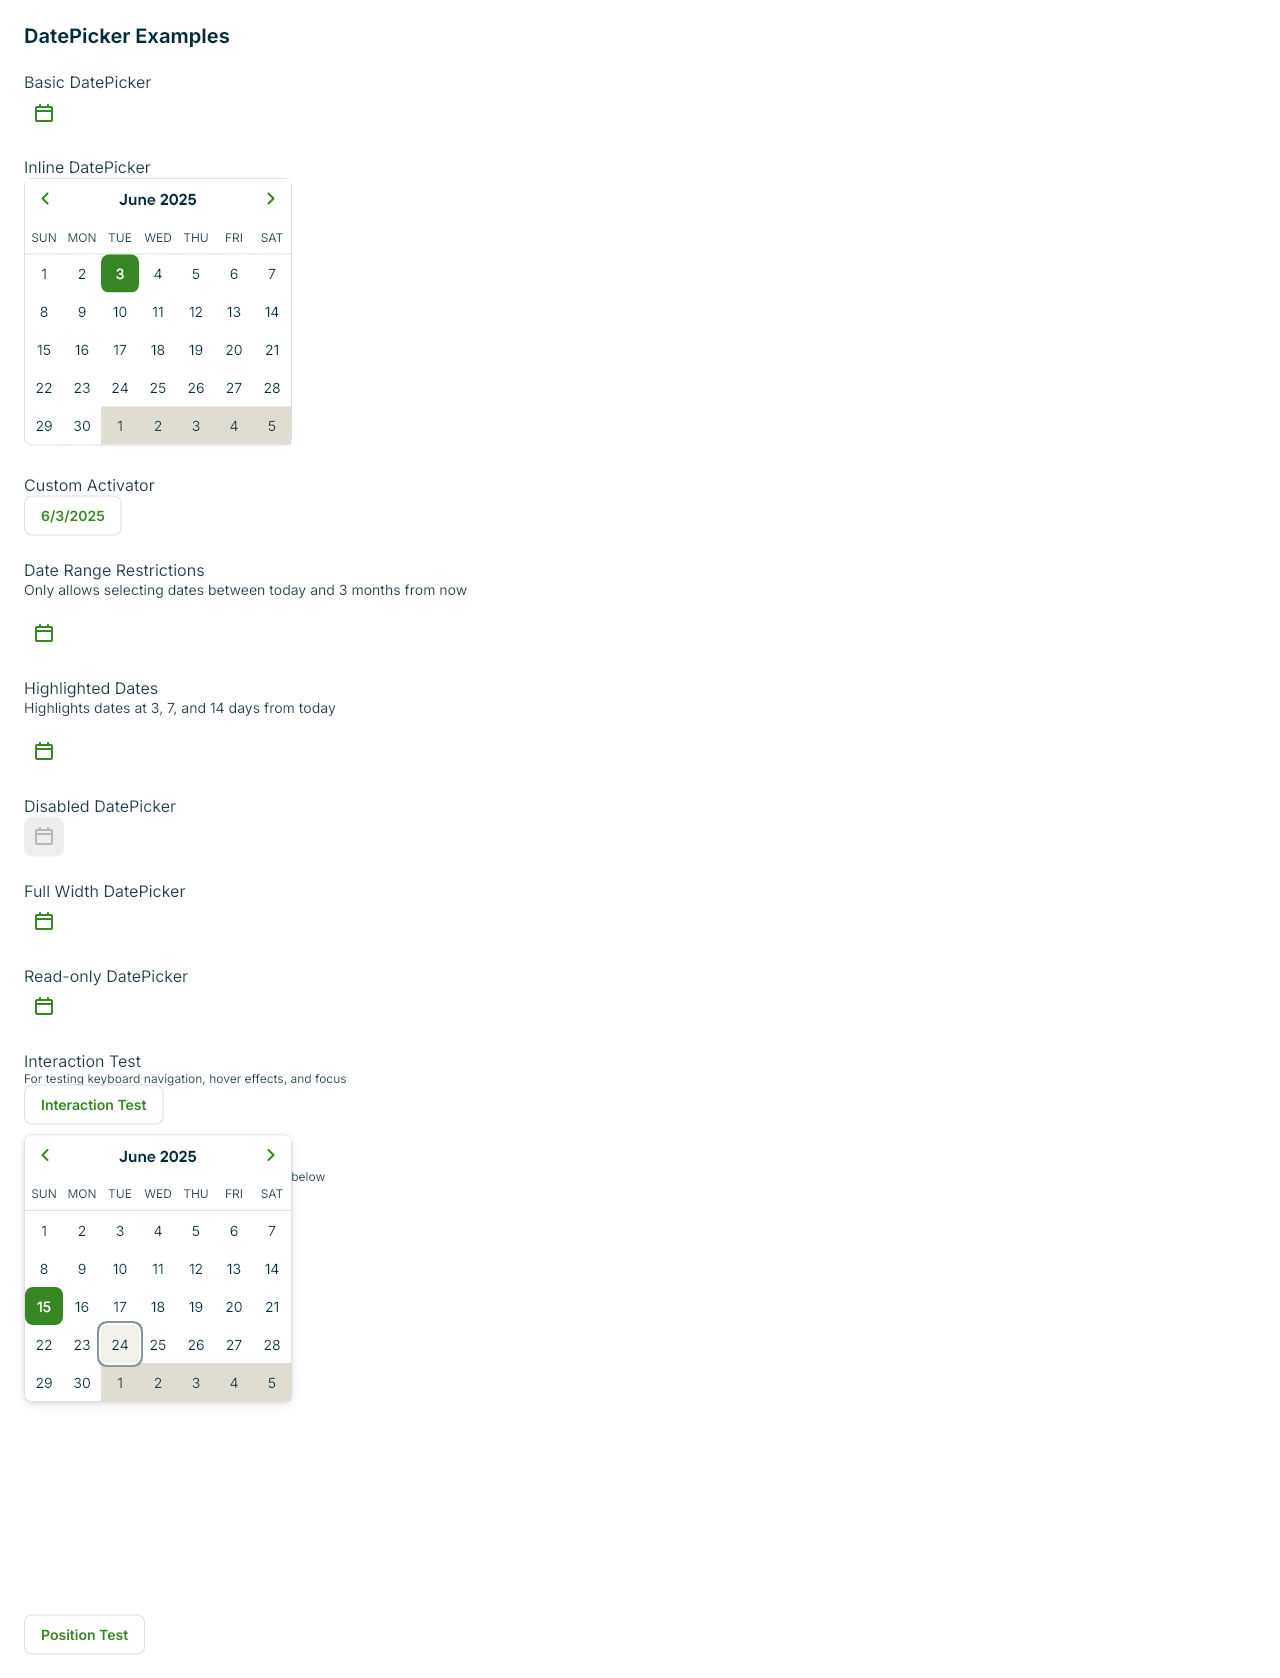 DatePicker Examples
Basic DatePicker
Inline DatePicker
June 2025
SUN MON TUE WED THU FRI SAT
1 2 3 4 5 6 7
8 9 10 11 12 13 14
15 16 17 18 19 20 21
22 23 24 25 26 27 28
29 30 1 2 3 4 5
Custom Activator
6/3/2025
Date Range Restrictions
Only allows selecting dates between today and 3 months from now
Highlighted Dates
Highlights dates at 3, 7, and 14 days from today
Disabled DatePicker
Full Width DatePicker
Read-only DatePicker
Interaction Test
For testing keyboard navigation, hover effects, and focus
Interaction Test
June 2025
below
SUN MON TUE WED THU FRI SAT
1 2 3 4 5 6 7
8 9 10 11 12 13 14
15 16 17 18 19 20 21
22 23 24 25 26 27 28
29 30 1 2 3 4 5
Position Test